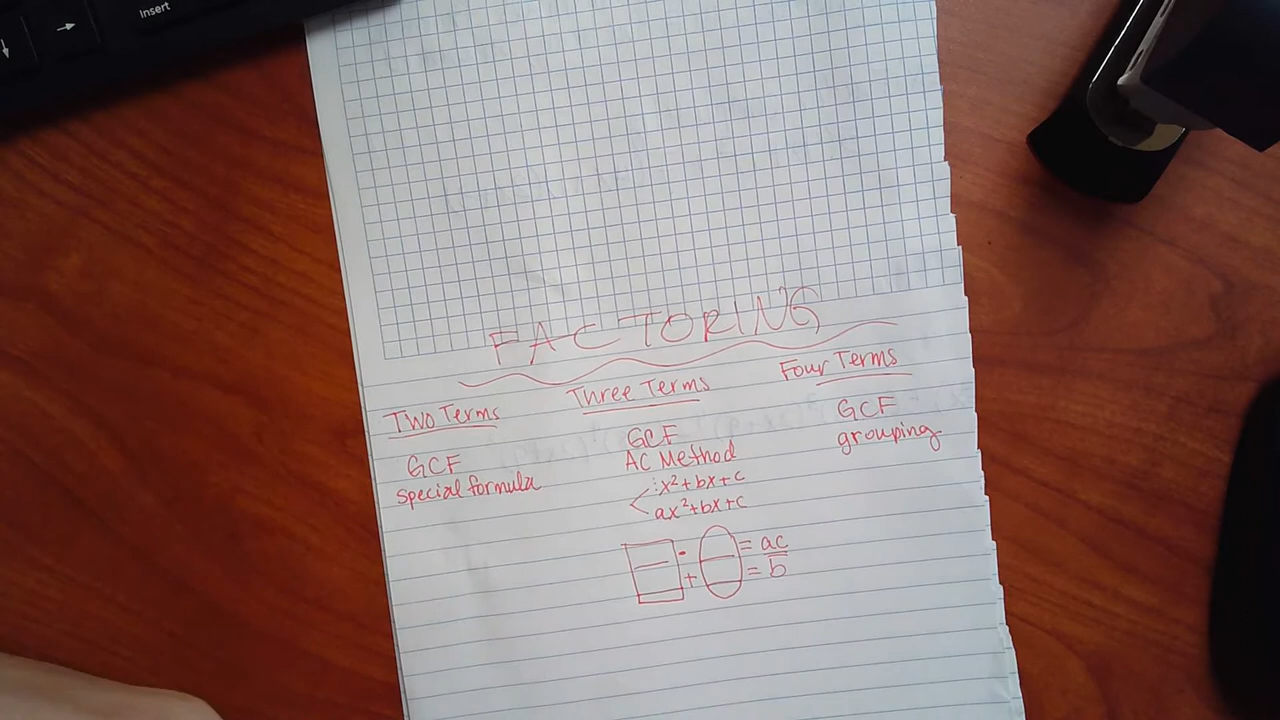 Insert
FACTORING
Two Terms
GCF
special formula
Three Terms
GCF
AC Method
x²+bx+c
ax²+bx+c
· = ac
+ = b
Four Terms
GCF
grouping